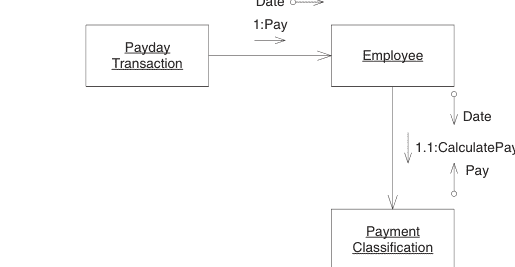 Date
1:Pay
Payday
Transaction
Employee
Date
1.1:CalculatePay
Pay
Payment
Classification